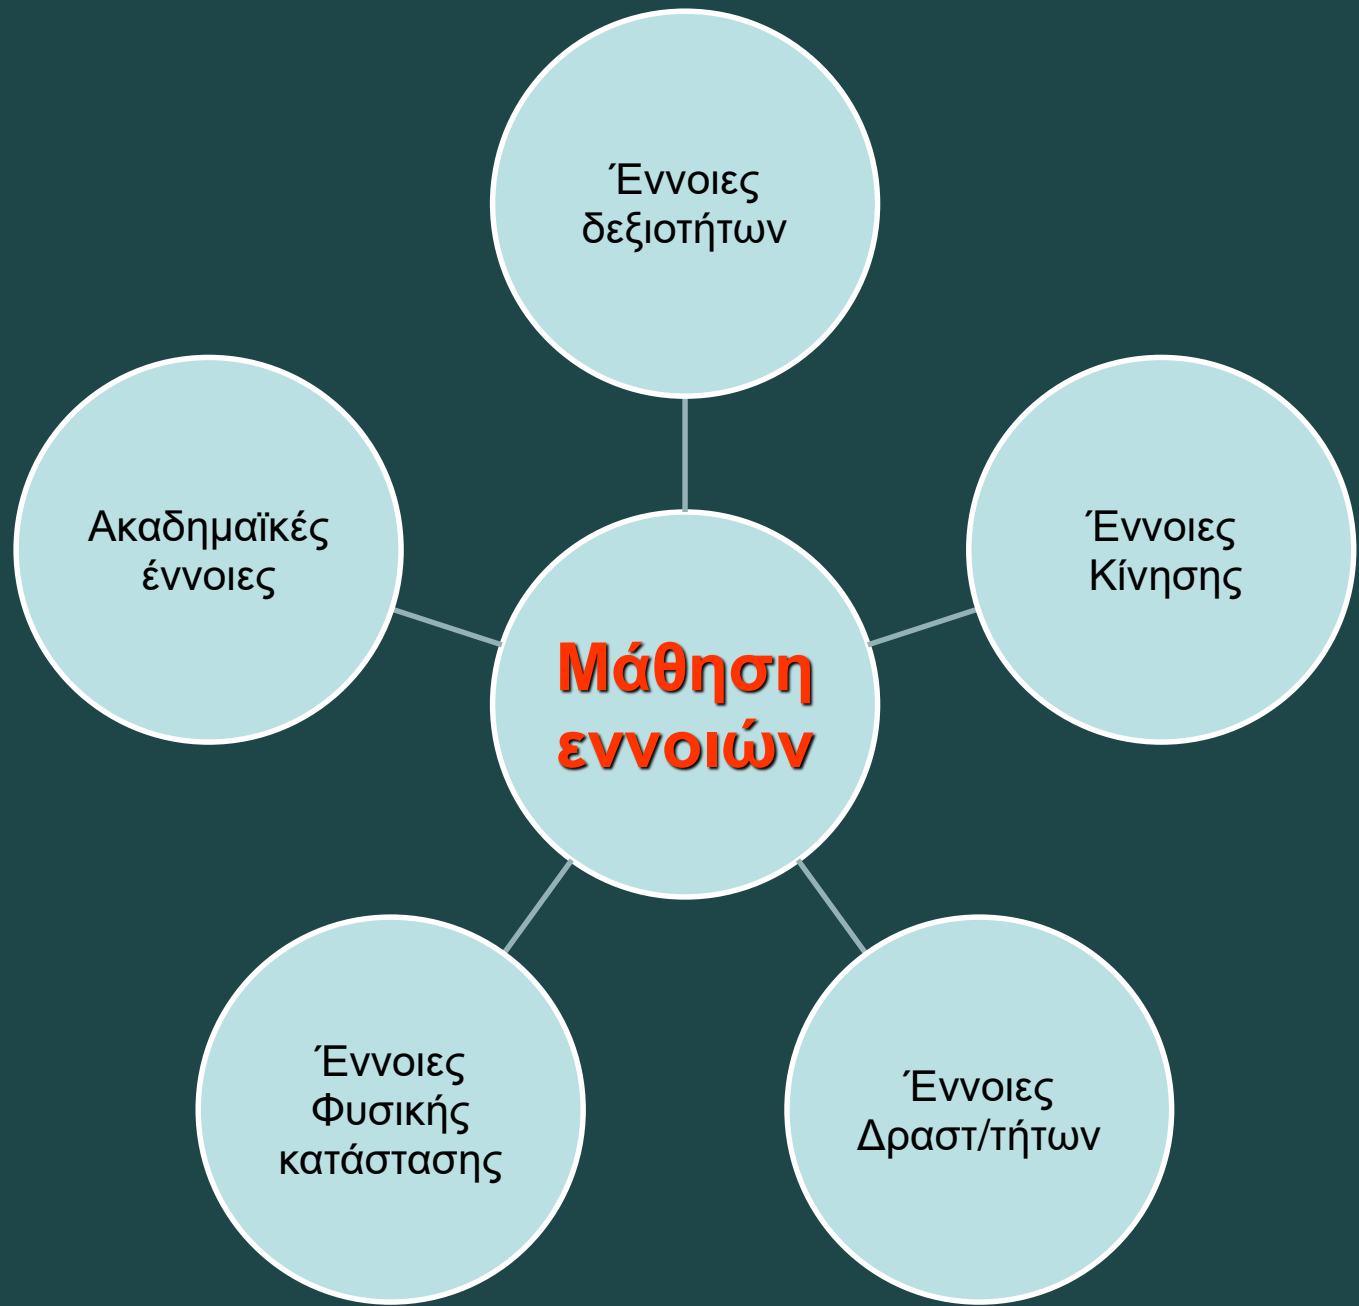 Έννοιες
δεξιοτήτων
Ακαδημαϊκές
έννοιες
Έννοιες
Κίνησης
Μάθηση
εννοιών
Έννοιες
Φυσικής
κατάστασης
Έννοιες
Δραστ/τήτων